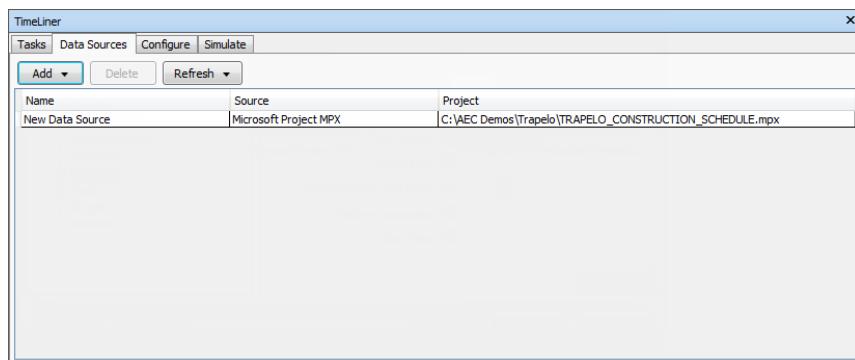 TimeLiner
Tasks Data Sources Configure Simulate
Add Delete Refresh
Name Source Project
New Data Source Microsoft Project MPX C:\AEC Demos\Trapelo\TRAPELO_CONSTRUCTION_SCHEDULE.mpx